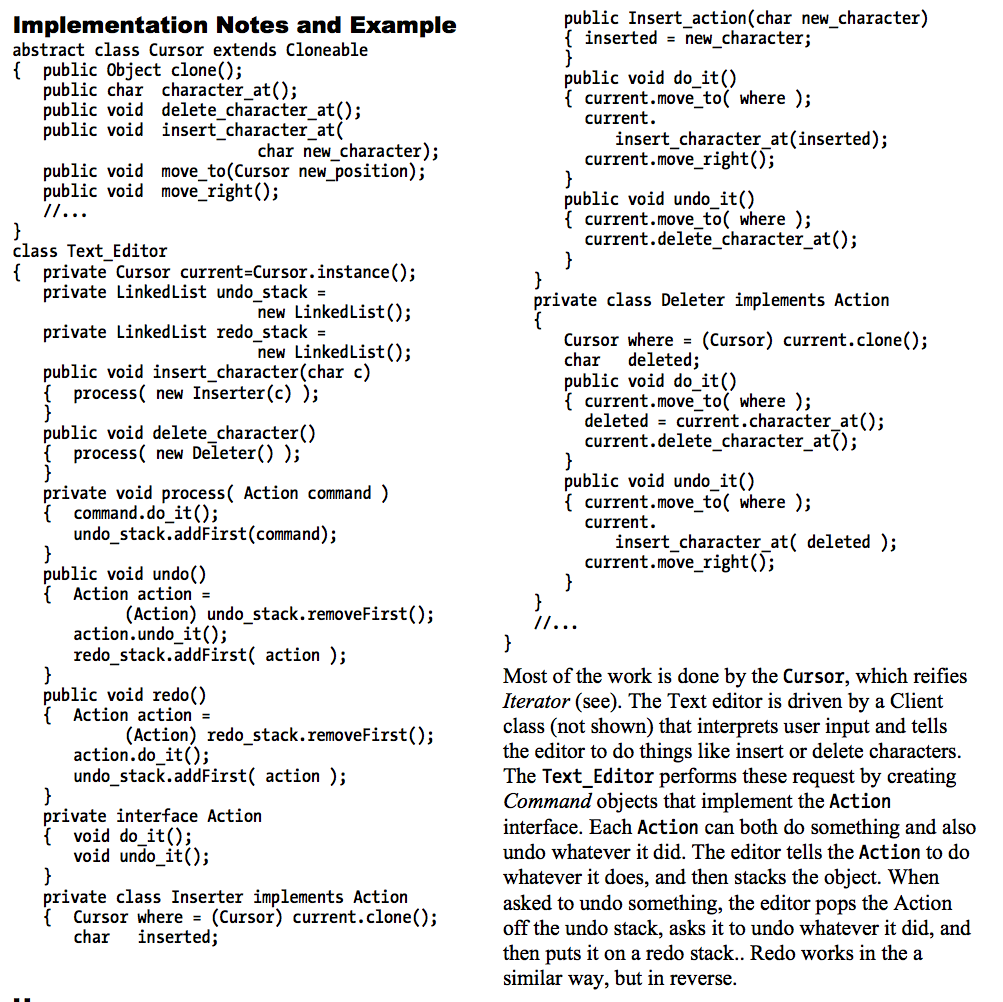 Implementation Notes and Example
abstract class Cursor extends Cloneable
{  public Object clone();
   public char  character_at();
   public void  delete_character_at();
   public void  insert_character_at(
                        char new_character);
   public void  move_to(Cursor new_position);
   public void  move_right();
   //...
}
class Text_Editor
{  private Cursor current=Cursor.instance();
   private LinkedList undo_stack =
                        new LinkedList();
   private LinkedList redo_stack =
                        new LinkedList();
   public void insert_character(char c)
   {  process( new Inserter(c) );
   }
   public void delete_character()
   {  process( new Deleter() );
   }
   private void process( Action command )
   {  command.do_it();
      undo_stack.addFirst(command);
   }
   public void undo()
   {  Action action =
           (Action) undo_stack.removeFirst();
      action.undo_it();
      redo_stack.addFirst( action );
   }
   public void redo()
   {  Action action =
           (Action) redo_stack.removeFirst();
      action.do_it();
      undo_stack.addFirst( action );
   }
   private interface Action
   {  void do_it();
      void undo_it();
   }
   private class Inserter implements Action
   {  Cursor where = (Cursor) current.clone();
      char   inserted;
      public Insert_action(char new_character)
      { inserted = new_character;
      }
      public void do_it()
      { current.move_to( where );
        current.
           insert_character_at(inserted);
        current.move_right();
      }
      public void undo_it()
      { current.move_to( where );
        current.delete_character_at();
      }
   }
   private class Deleter implements Action
   {
      Cursor where = (Cursor) current.clone();
      char   deleted;
      public void do_it()
      { current.move_to( where );
        deleted = current.character_at();
        current.delete_character_at();
      }
      public void undo_it()
      { current.move_to( where );
        current.
           insert_character_at( deleted );
        current.move_right();
      }
   }
   //...
}
Most of the work is done by the Cursor, which reifies
Iterator (see). The Text editor is driven by a Client
class (not shown) that interprets user input and tells
the editor to do things like insert or delete characters.
The Text_Editor performs these request by creating
Command objects that implement the Action
interface. Each Action can both do something and also
undo whatever it did. The editor tells the Action to do
whatever it does, and then stacks the object. When
asked to undo something, the editor pops the Action
off the undo stack, asks it to undo whatever it did, and
then puts it on a redo stack.. Redo works in the a
similar way, but in reverse.